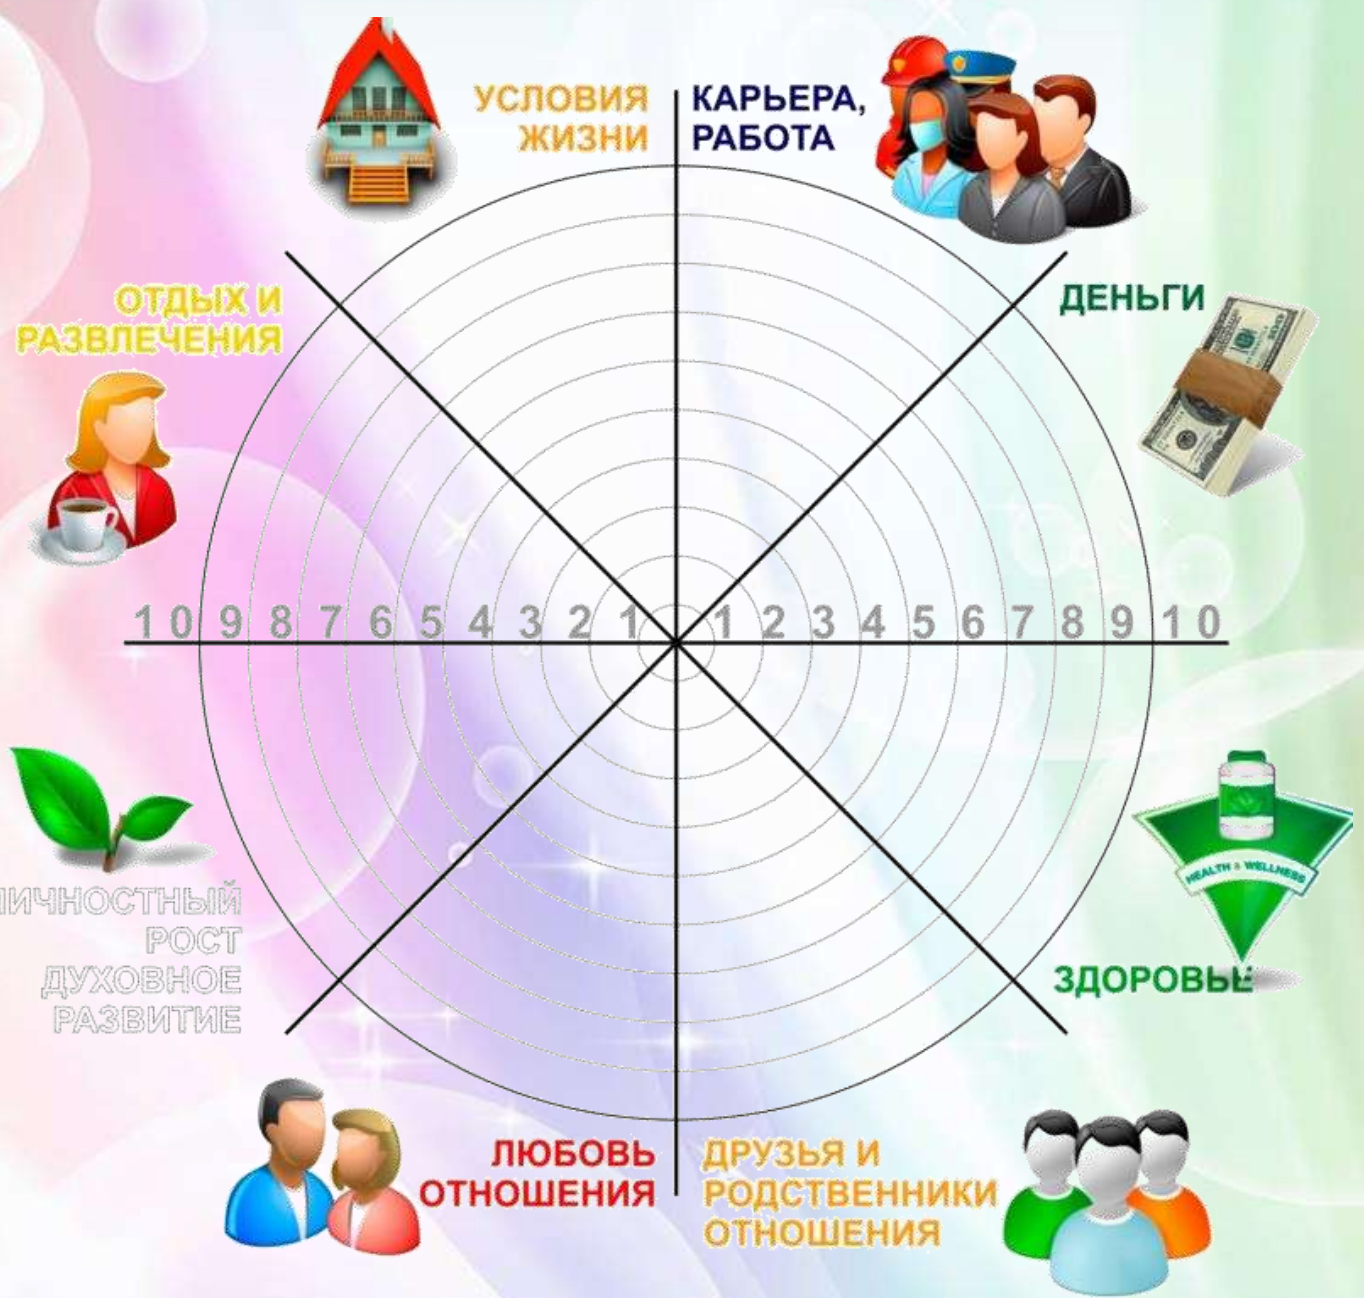 УСЛОВИЯ
ЖИЗНИ
КАРЬЕРА,
РАБОТА
ОТДЫХ И
РАЗВЛЕЧЕНИЯ
ДЕНЬГИ
10 9 8 7 6 5 4 3 2 1 1 2 3 4 5 6 7 8 9 10
HEALTH & WELLNESS
ЗДОРОВЬЕ
ЛИЧНОСТНЫЙ
РОСТ
ДУХОВНОЕ
РАЗВИТИЕ
ЛЮБОВЬ
ОТНОШЕНИЯ
ДРУЗЬЯ И
РОДСТВЕННИКИ
ОТНОШЕНИЯ